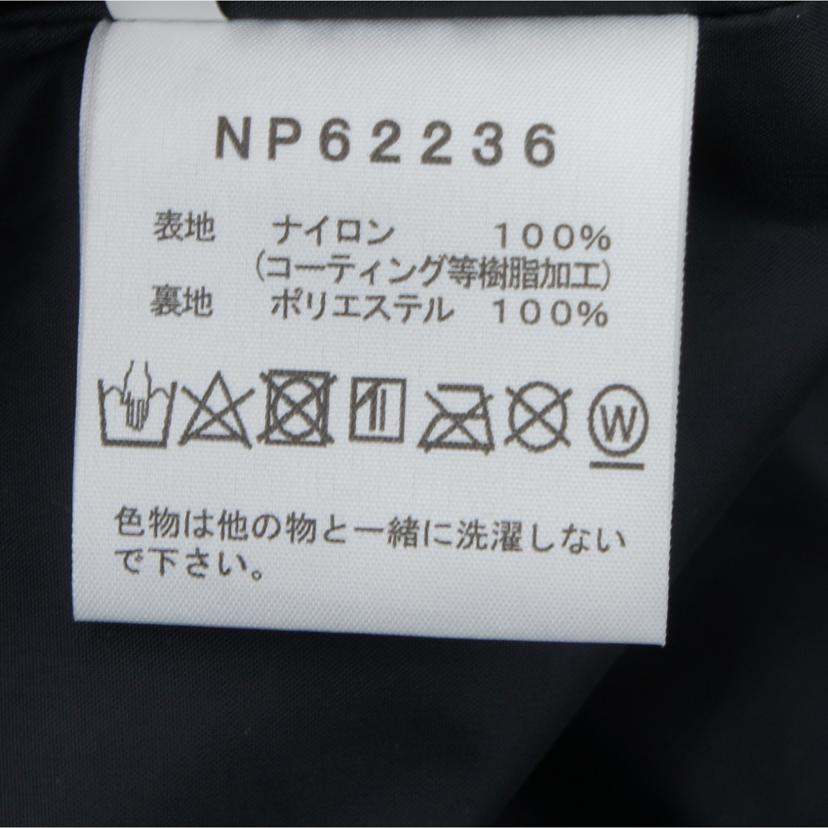 NP62236
表地 ナイロン 100%
(コーティング等樹脂加工)
裏地 ポリエステル 100%
W
色物は他の物と一緒に洗濯しない
で下さい。